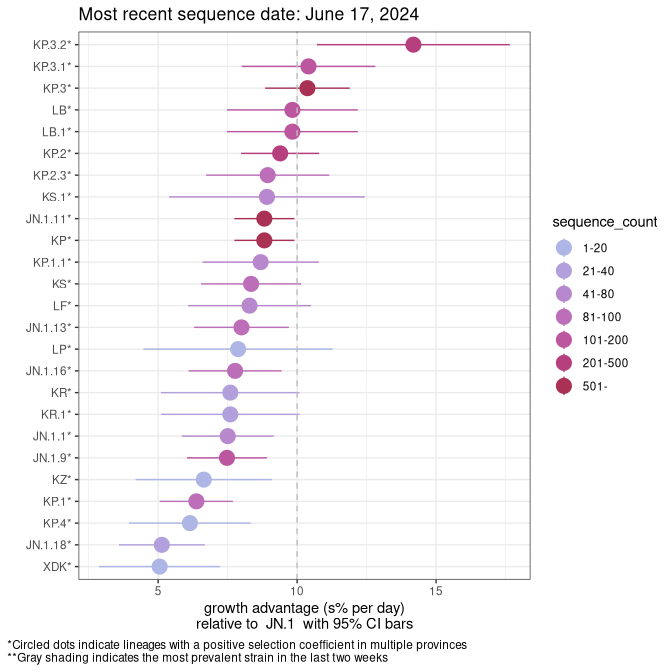 Most recent sequence date: June 17, 2024
KP.3.2*
KP.3.1*
KP.3*
LB*
LB.1*
KP.2*
KP.2.3*
KS.1*
JN.1.11*
KP*
KP.1.1*
KS*
LF*
JN.1.13*
LP*
JN.1.16*
KR*
KR.1*
JN.1.1*
JN.1.9*
KZ*
KP.1*
KP.4*
JN.1.18*
XDK*
5 10 15
growth advantage (s% per day)
relative to JN.1 with 95% CI bars
sequence_count
1-20
21-40
41-80
81-100
101-200
201-500
501-
*Circled dots indicate lineages with a positive selection coefficient in multiple provinces
**Gray shading indicates the most prevalent strain in the last two weeks